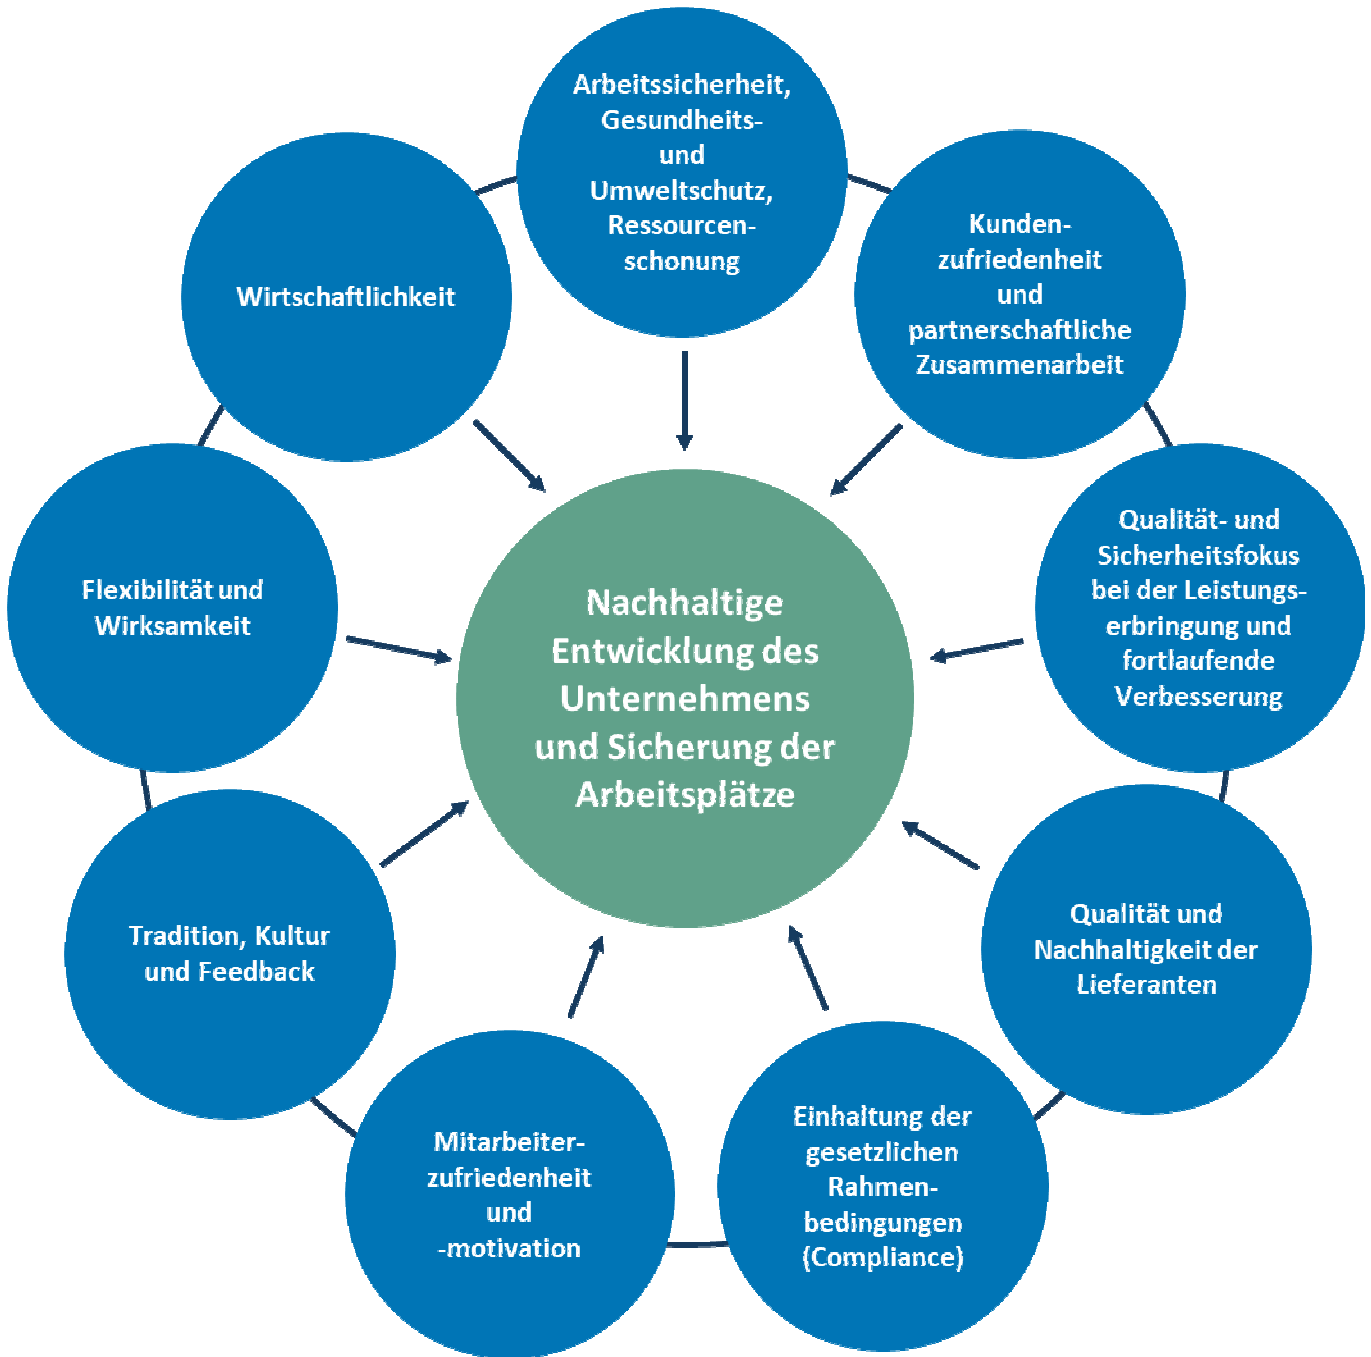 Arbeitssicherheit,
Gesundheits-
und
Umweltschutz,
Ressourcen-
schonung
Kunden-
zufriedenheit
und
partnerschaftliche
Zusammenarbeit
Qualität- und
Sicherheitsfokus
bei der Leistungs-
erbringung und
fortlaufende
Verbesserung
Qualität und
Nachhaltigkeit der
Lieferanten
Einhaltung der
gesetzlichen
Rahmen-
bedingungen
(Compliance)
Mitarbeiter-
zufriedenheit
und
-motivation
Tradition, Kultur
und Feedback
Flexibilität und
Wirksamkeit
Wirtschaftlichkeit
Nachhaltige
Entwicklung des
Unternehmens
und Sicherung der
Arbeitsplätze